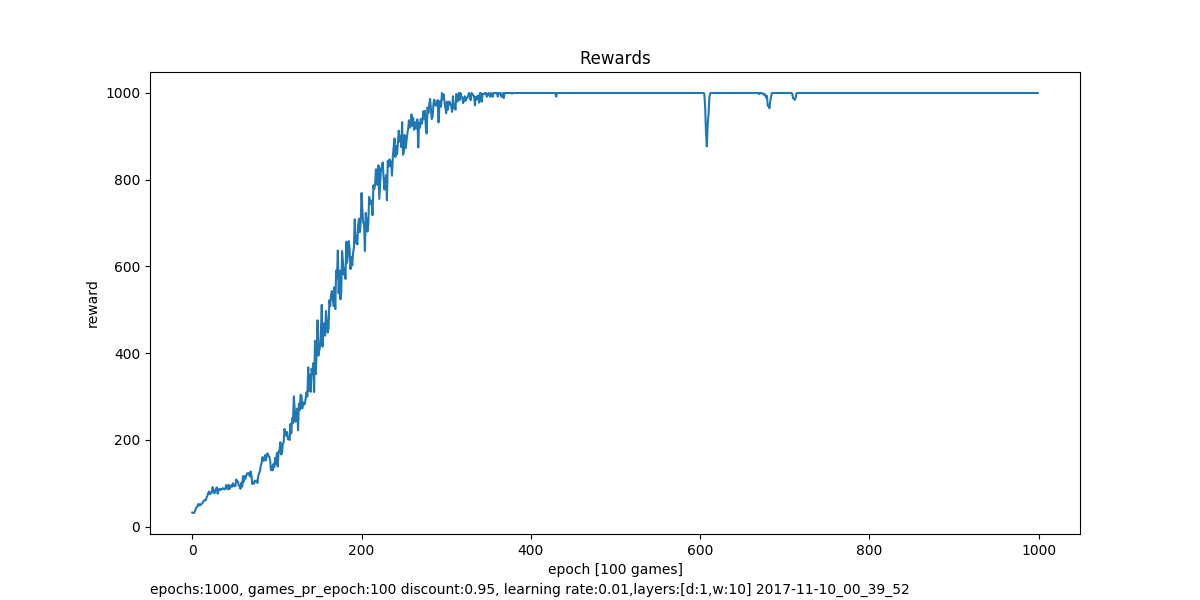 Rewards
1000
800
600
400
200
0
reward
0 200 400 600 800 1000
epoch [100 games]
epochs:1000, games_pr_epoch:100 discount:0.95, learning rate:0.01,layers:[d:1,w:10] 2017-11-10_00_39_52